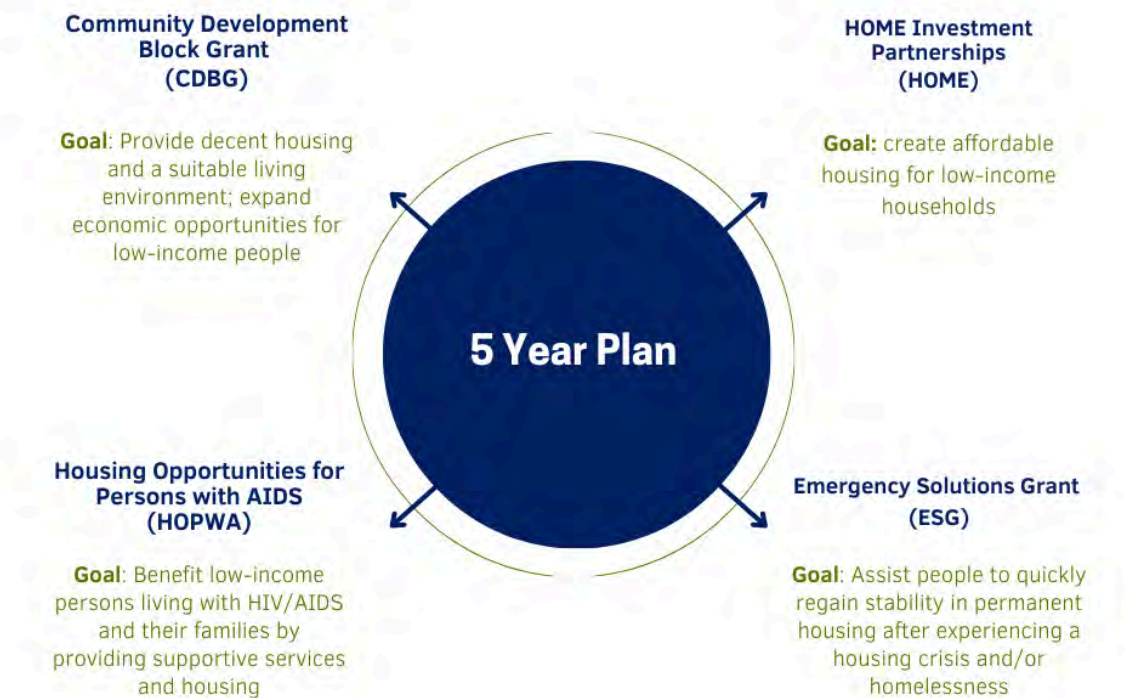 Community Development
Block Grant
(CDBG)
Goal: Provide decent housing
and a suitable living
environment; expand
economic opportunities for
low-income people
HOME Investment
Partnerships
(HOME)
Goal: create affordable
housing for low-income
households
5 Year Plan
Housing Opportunities for
Persons with AIDS
(HOPWA)
Goal: Benefit low-income
persons living with HIV/AIDS
and their families by
providing supportive services
and housing
Emergency Solutions Grant
(ESG)
Goal: Assist people to quickly
regain stability in permanent
housing after experiencing a
housing crisis and/or
homelessness